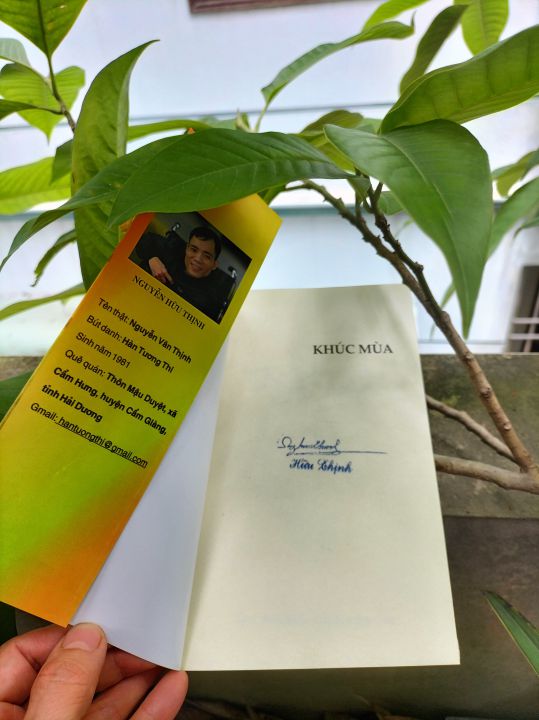 NGUYỄN HỮU THỊNH
Tên thật: Nguyễn Văn Thịnh
Bút danh: Hàn Tương Thi
Sinh năm 1981
Quê quán: Thôn Mậu Duyệt, xã
Cẩm Hưng, huyện Cẩm Giàng,
tỉnh Hải Dương
Gmail: hantuongthi@gmail.com
KHÚC MÙA
Hữu Thịnh